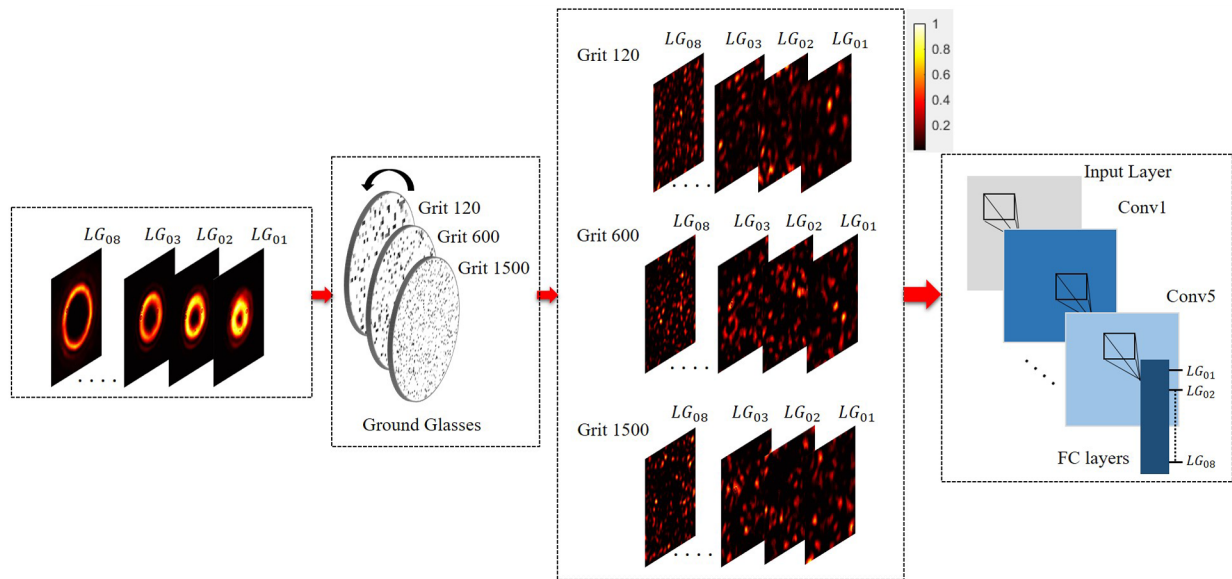 LG₀₈ LG₀₃ LG₀₂ LG₀₁
. . . .
Grit 120
Grit 600
Grit 1500
Ground Glasses
Grit 120
LG₀₈ LG₀₃ LG₀₂ LG₀₁
. . . .
Grit 600
LG₀₈ LG₀₃ LG₀₂ LG₀₁
. . . .
Grit 1500
LG₀₈ LG₀₃ LG₀₂ LG₀₁
. . . .
1
0.8
0.6
0.4
0.2
Input Layer
Conv1
Conv5
. . . . .
LG₀₁
LG₀₂
LG₀₈
FC layers